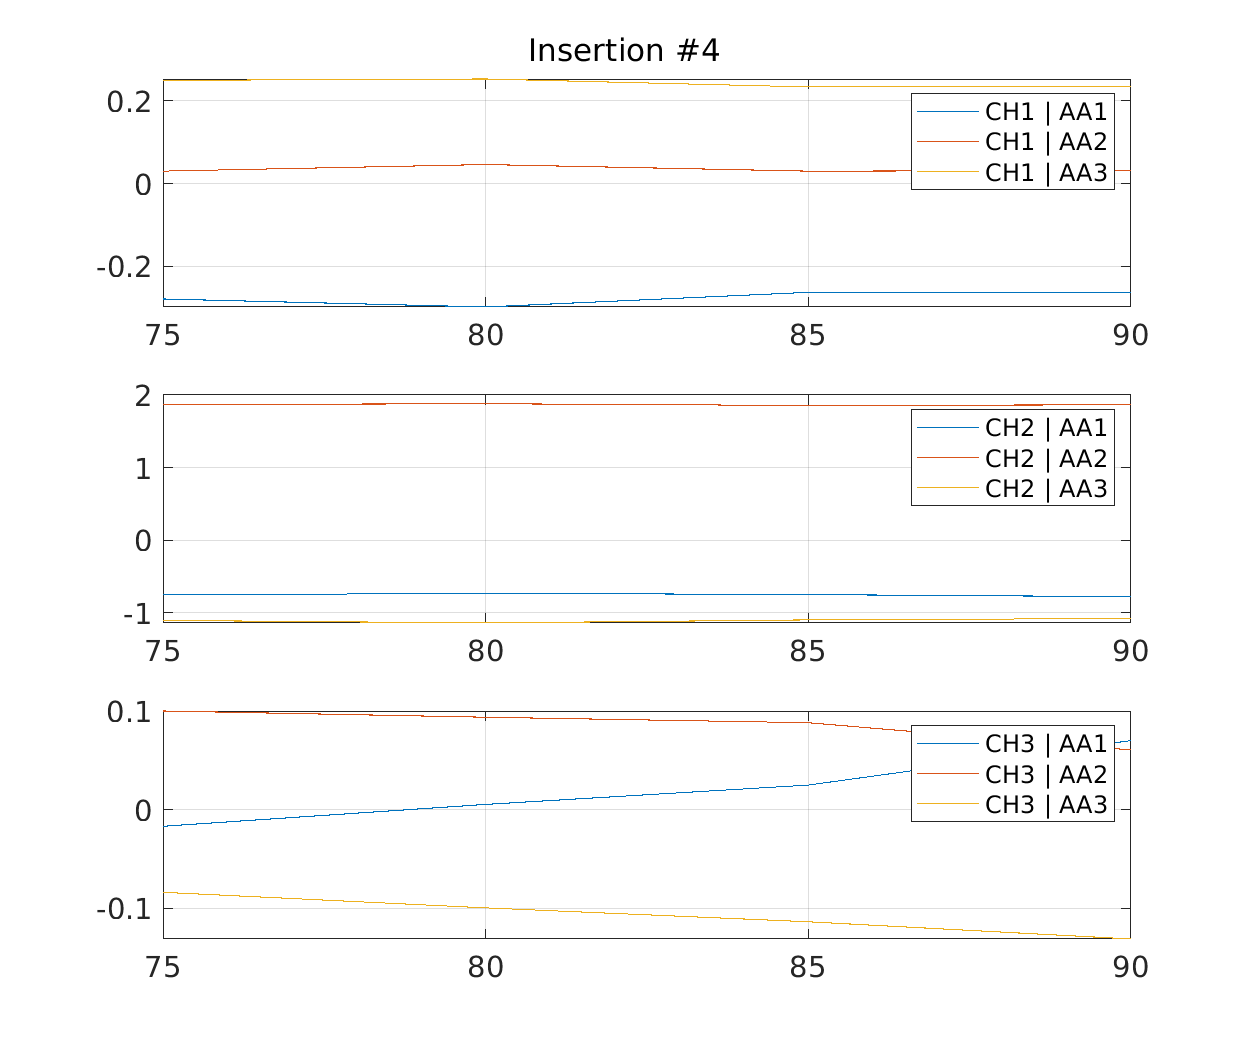 Insertion #4
0.2
0
-0.2
75 80 85 90
CH1 | AA1
CH1 | AA2
CH1 | AA3
2
1
0
-1
75 80 85 90
CH2 | AA1
CH2 | AA2
CH2 | AA3
0.1
0
-0.1
75 80 85 90
CH3 | AA1
CH3 | AA2
CH3 | AA3